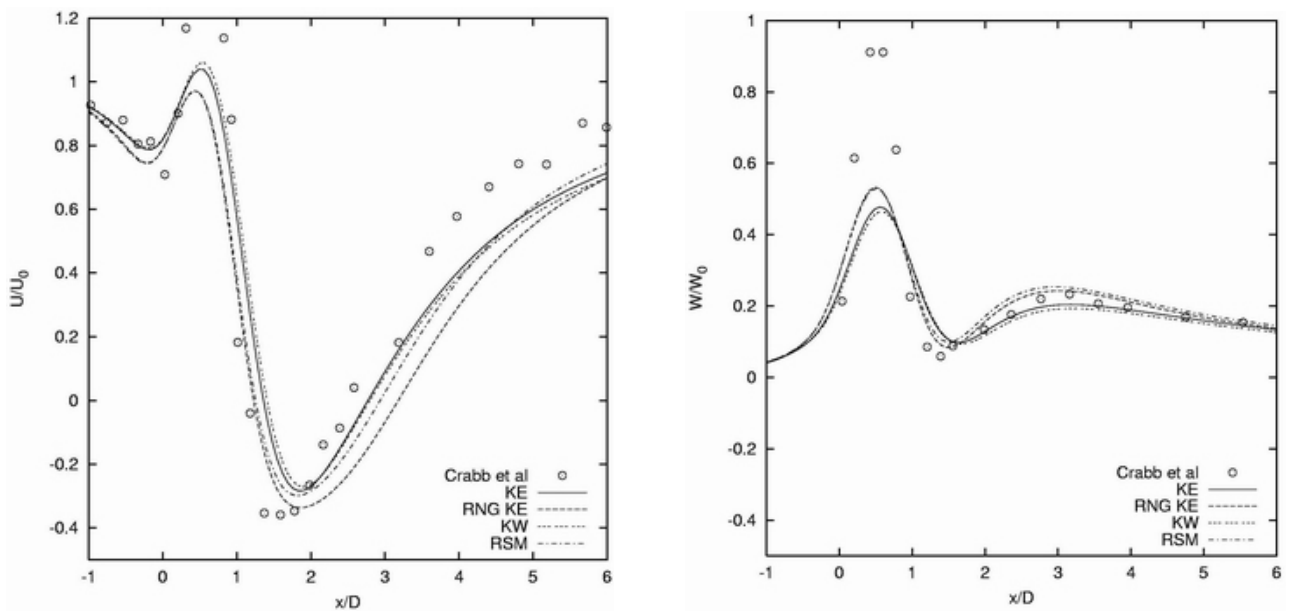 1.2
1
0.8
0.6
0.4
0.2
0
-0.2
-0.4
U/U0
-1 0 1 2 3 4 5 6
x/D
Crabb et al
KE
RNG KE
KW
RSM
1
0.8
0.6
0.4
0.2
0
-0.2
-0.4
W/W0
-1 0 1 2 3 4 5 6
x/D
Crabb et al
KE
RNG KE
KW
RSM